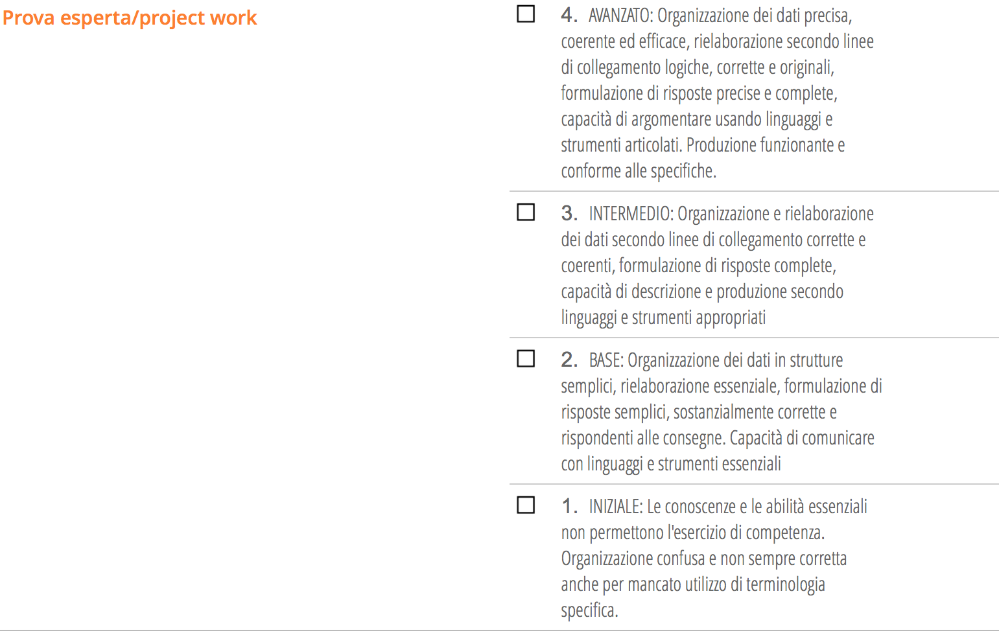 Prova esperta/project work
4. AVANZATO: Organizzazione dei dati precisa,
coerente ed efficace, rielaborazione secondo linee
di collegamento logiche, corrette e originali,
formulazione di risposte precise e complete,
capacità di argomentare usando linguaggi e
strumenti articolati. Produzione funzionante e
conforme alle specifiche.
3. INTERMEDIO: Organizzazione e rielaborazione
dei dati secondo linee di collegamento corrette e
coerenti, formulazione di risposte complete,
capacità di descrizione e produzione secondo
linguaggi e strumenti appropriati
2. BASE: Organizzazione dei dati in strutture
semplici, rielaborazione essenziale, formulazione di
risposte semplici, sostanzialmente corrette e
rispondenti alle consegne. Capacità di comunicare
con linguaggi e strumenti essenziali
1. INIZIALE: Le conoscenze e le abilità essenziali
non permettono l'esercizio di competenza.
Organizzazione confusa e non sempre corretta
anche per mancato utilizzo di terminologia
specifica.